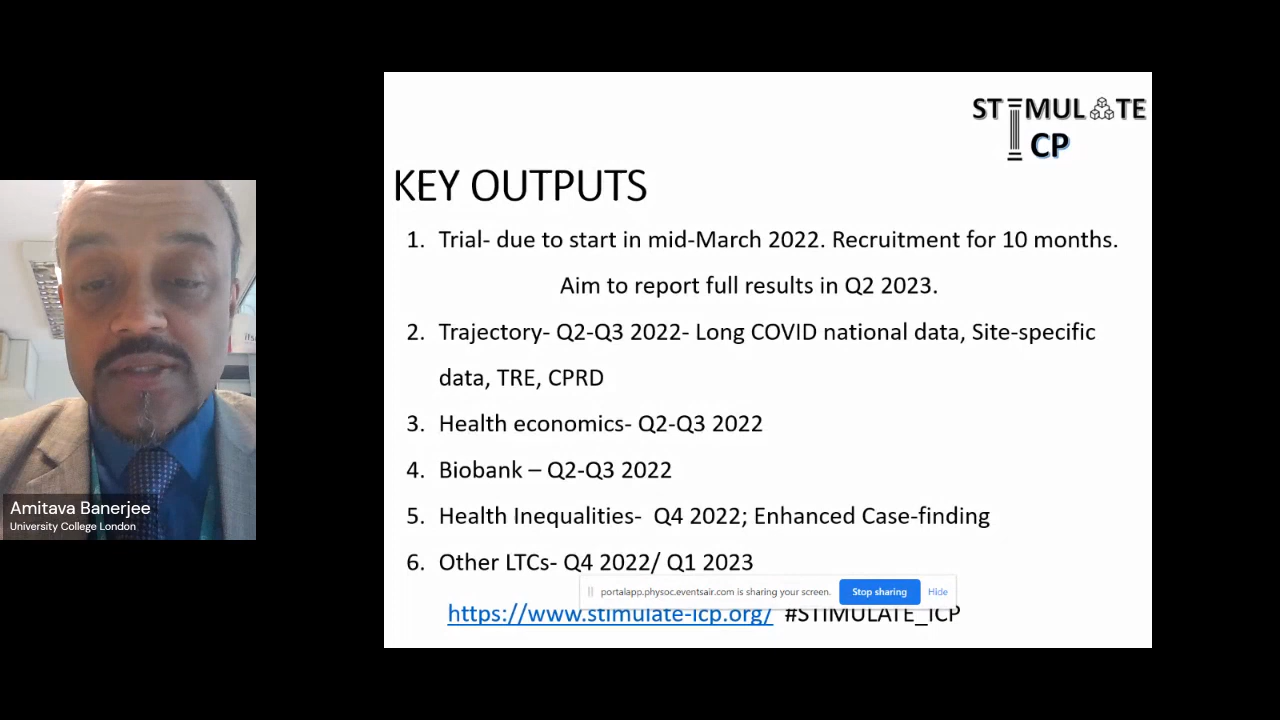 STIMULATE
ICP
KEY OUTPUTS
1. Trial- due to start in mid-March 2022. Recruitment for 10 months.
Aim to report full results in Q2 2023.
2. Trajectory- Q2-Q3 2022- Long COVID national data, Site-specific
data, TRE, CPRD
3. Health economics- Q2-Q3 2022
4. Biobank – Q2-Q3 2022
5. Health Inequalities- Q4 2022; Enhanced Case-finding
6. Other LTCs- Q4 2022/ Q1 2023
portalapp.physoc.eventsair.com is sharing your screen. Stop sharing Hide
https://www.stimulate-icp.org/ #STIMULATE_ICP
Amitava Banerjee
University College London